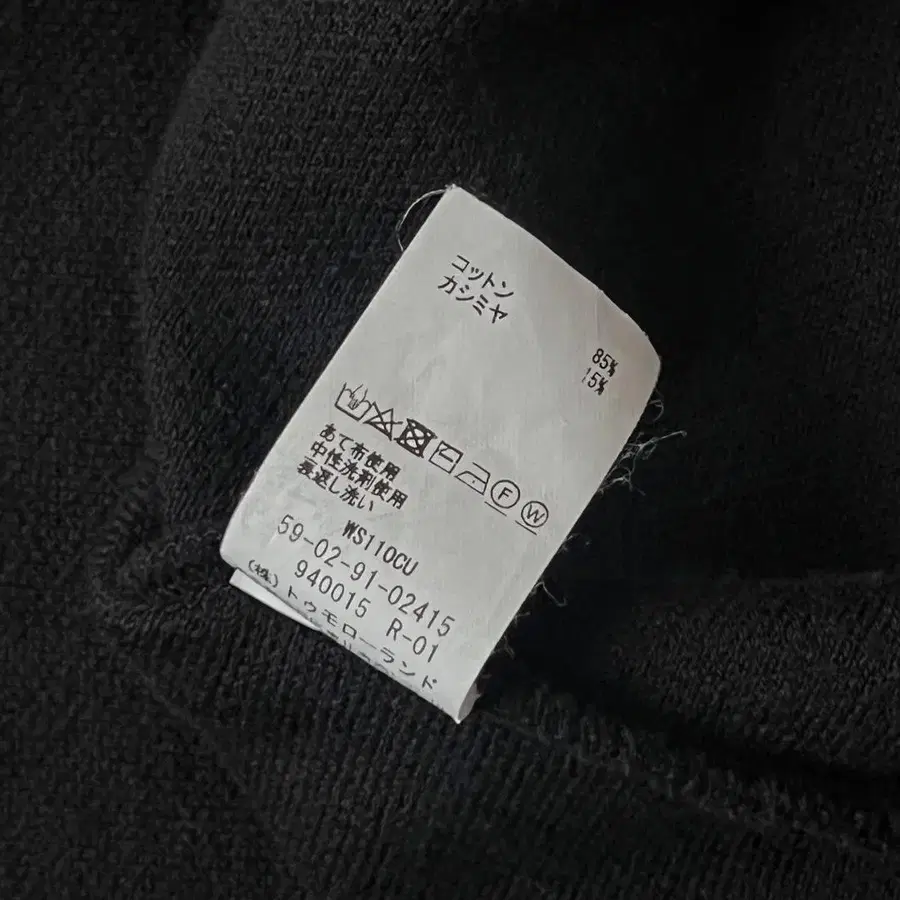 コットン 85%
カシミヤ 15%
F W
あて布使用
中性洗剤使用
裏返し洗い
WS110CU
59-02-91-02415
940015 R-01
(株)トゥモローランド